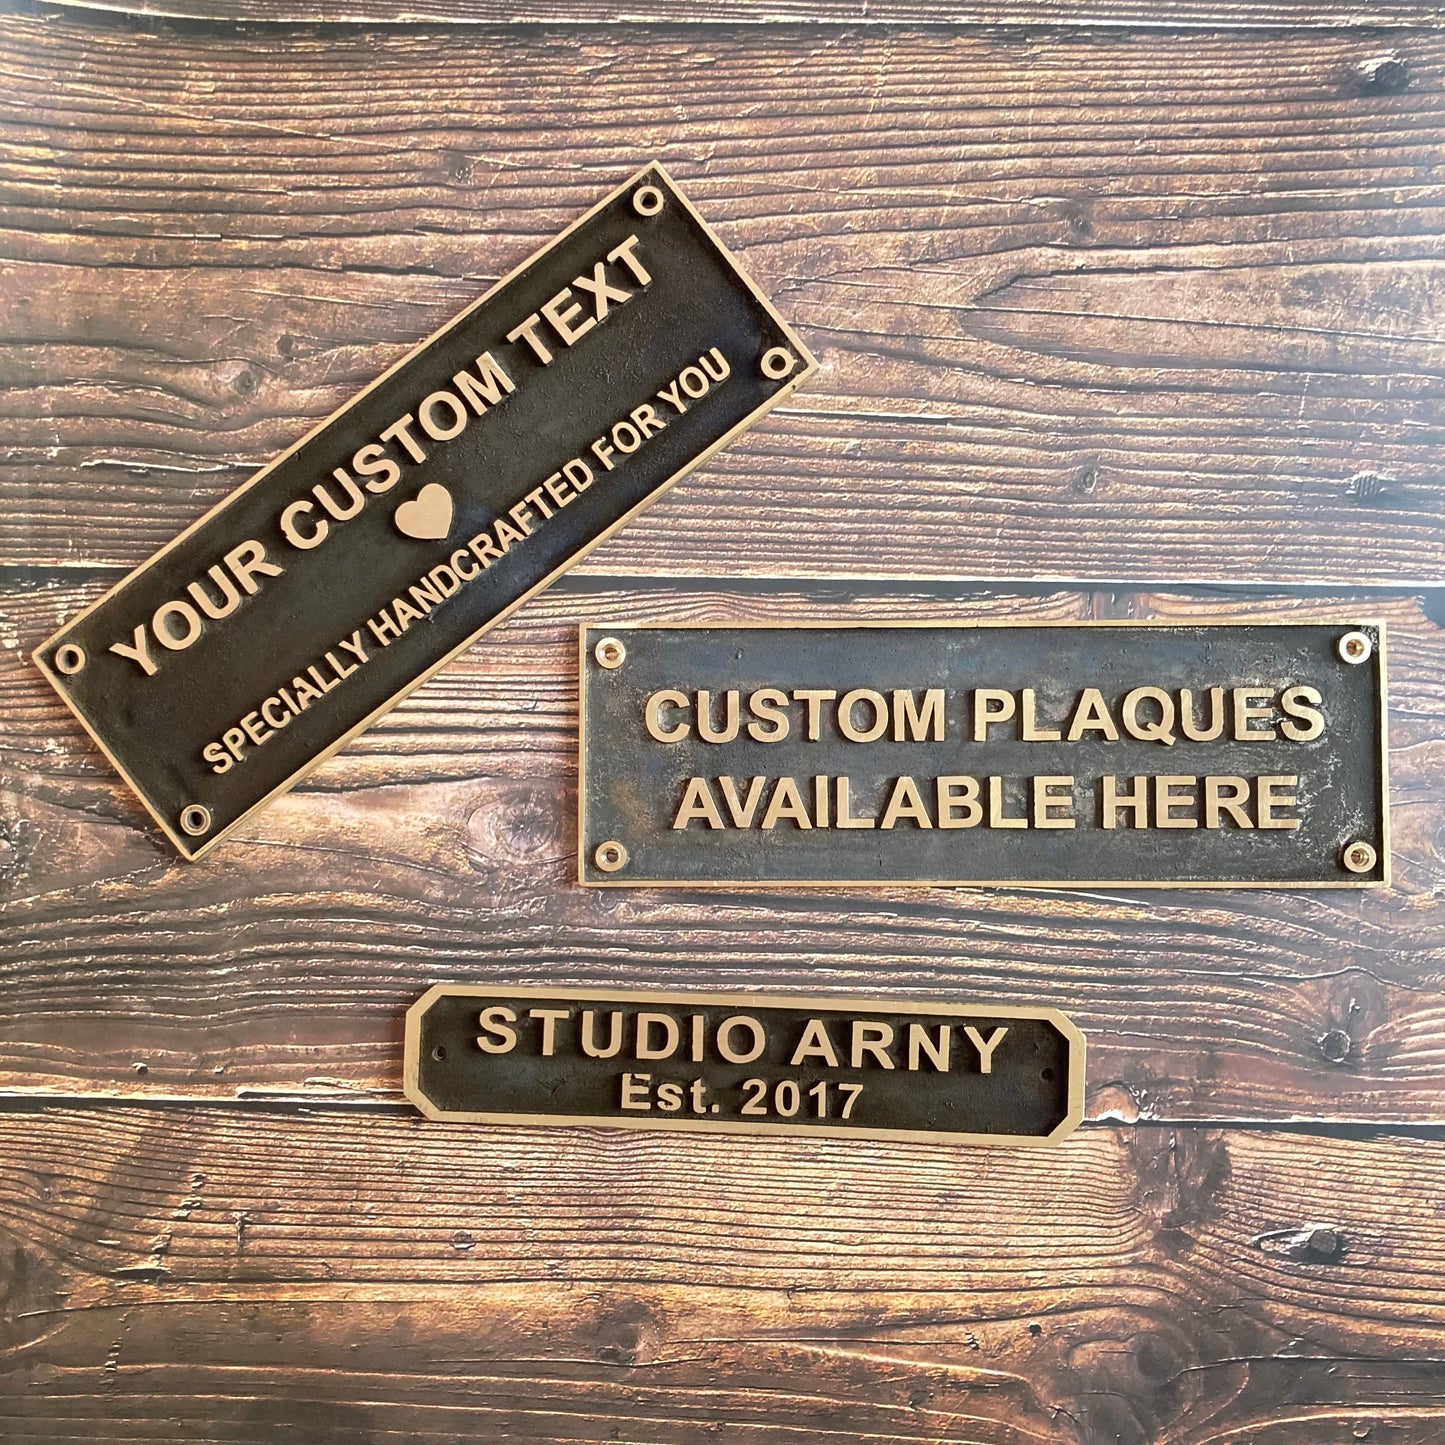 YOUR CUSTOM TEXT
SPECIALLY HANDCRAFTED FOR YOU
CUSTOM PLAQUES
AVAILABLE HERE
STUDIO ARNY
Est. 2017